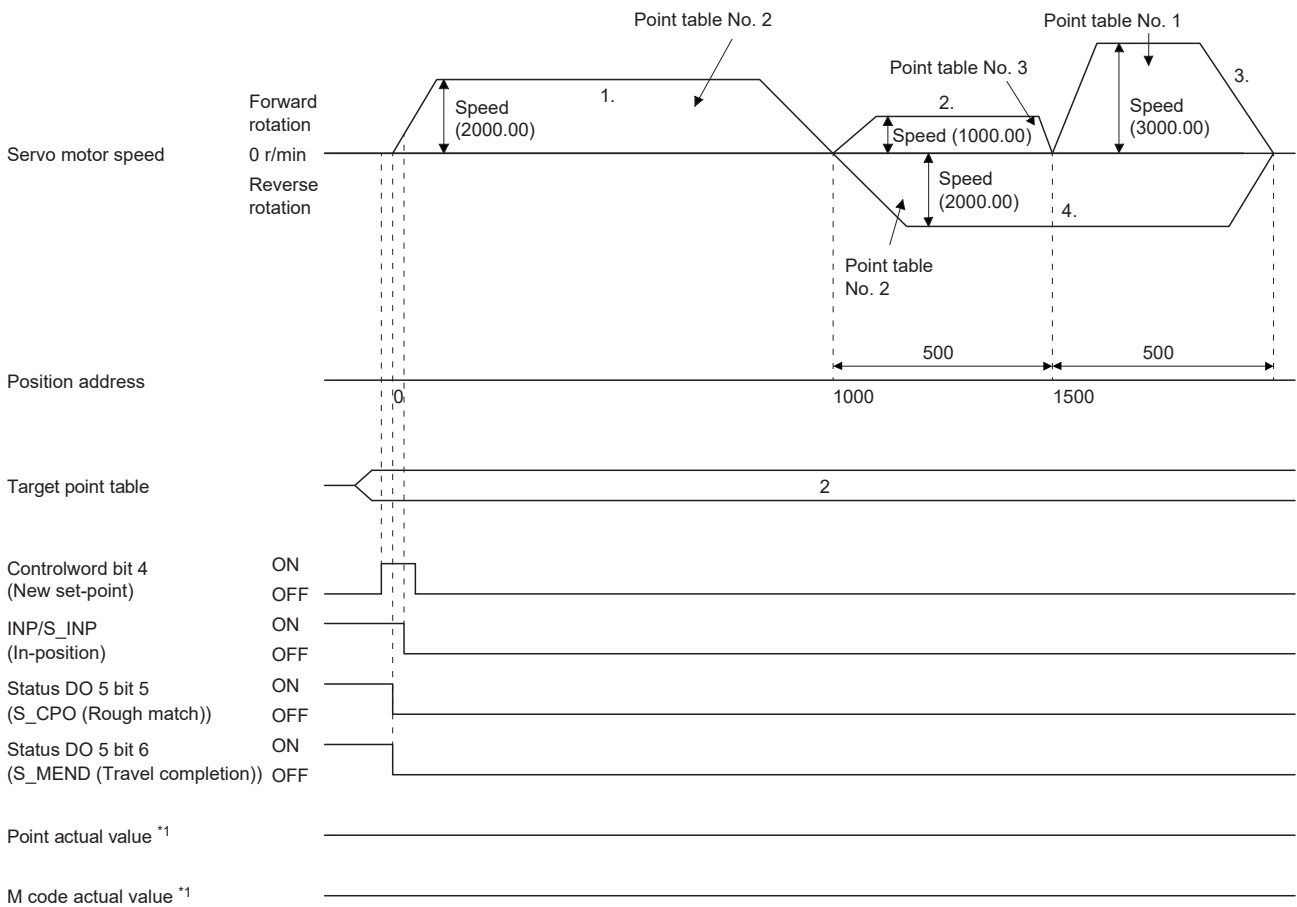 Point table No. 2
Point table No. 1
Point table No. 3
1.
2.
3.
Forward
rotation
Speed
(2000.00)
Speed (1000.00)
Speed
(3000.00)
Servo motor speed
0 r/min
Reverse
rotation
Speed
(2000.00)
4.
Point table
No. 2
500
500
Position address
0
1000
1500
Target point table
2
Controlword bit 4
(New set-point)
ON
OFF
INP/S_INP
(In-position)
ON
OFF
Status DO 5 bit 5
(S_CPO (Rough match))
ON
OFF
Status DO 5 bit 6
(S_MEND (Travel completion))
ON
OFF
Point actual value *1
M code actual value *1